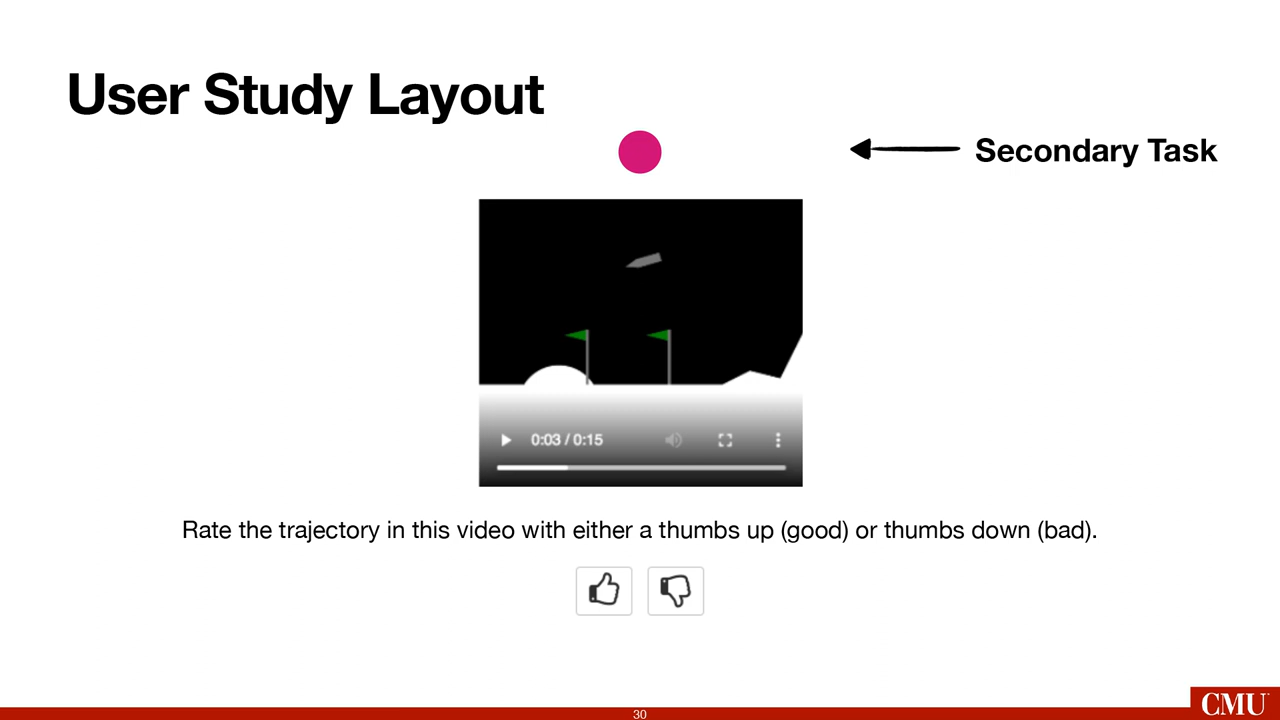 User Study Layout
Secondary Task
0:03 / 0:15
Rate the trajectory in this video with either a thumbs up (good) or thumbs down (bad).
30
CMU